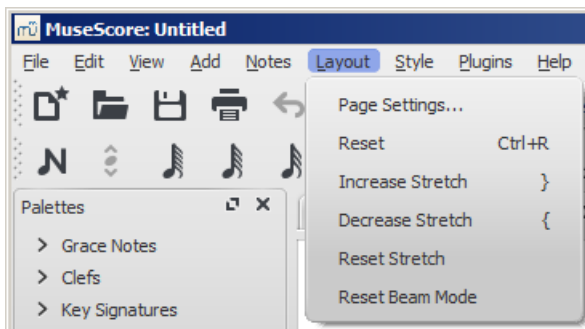 MuseScore: Untitled
File Edit View Add Notes Layout Style Plugins Help
Page Settings...
Reset Ctrl+R
Increase Stretch }
Decrease Stretch {
Reset Stretch
Reset Beam Mode
Palettes
> Grace Notes
> Clefs
> Key Signatures